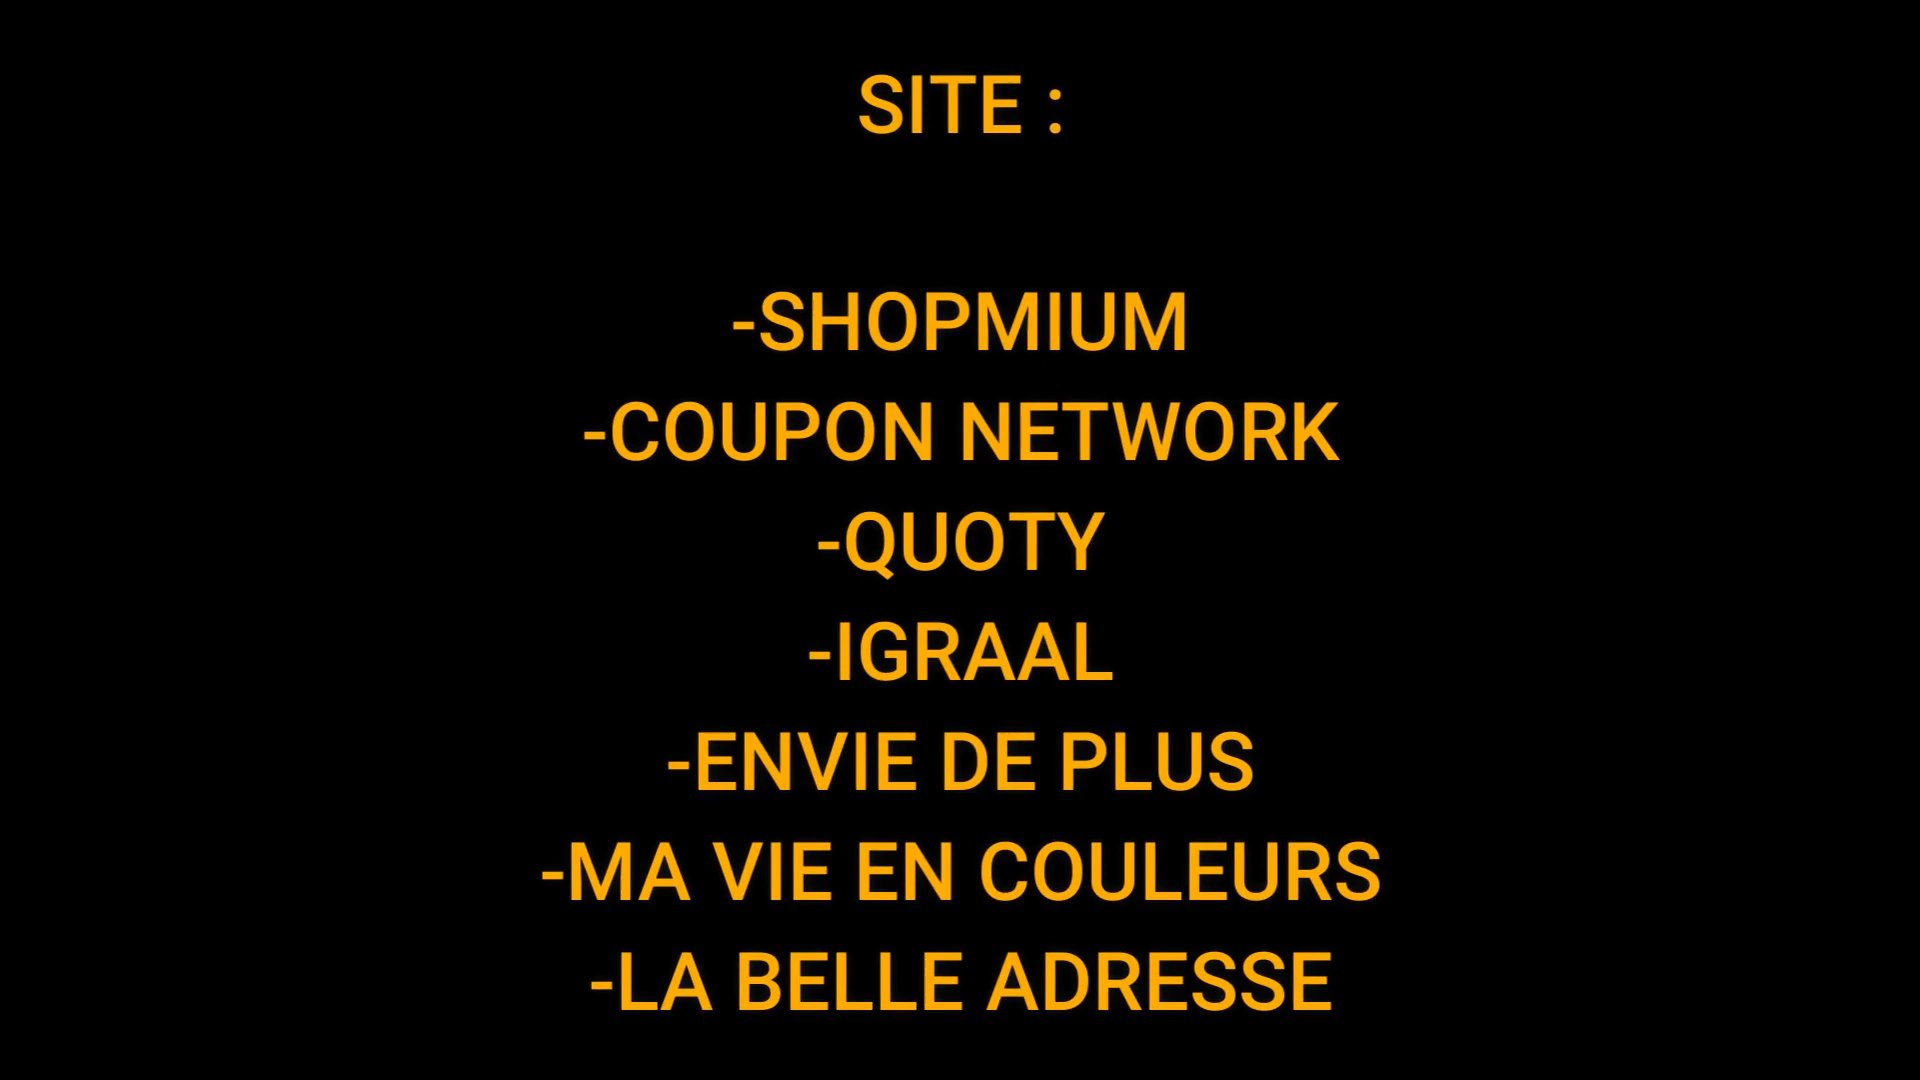 SITE :
-SHOPMIUM
-COUPON NETWORK
-QUOTY
-IGRAAL
-ENVIE DE PLUS
-MA VIE EN COULEURS
-LA BELLE ADRESSE